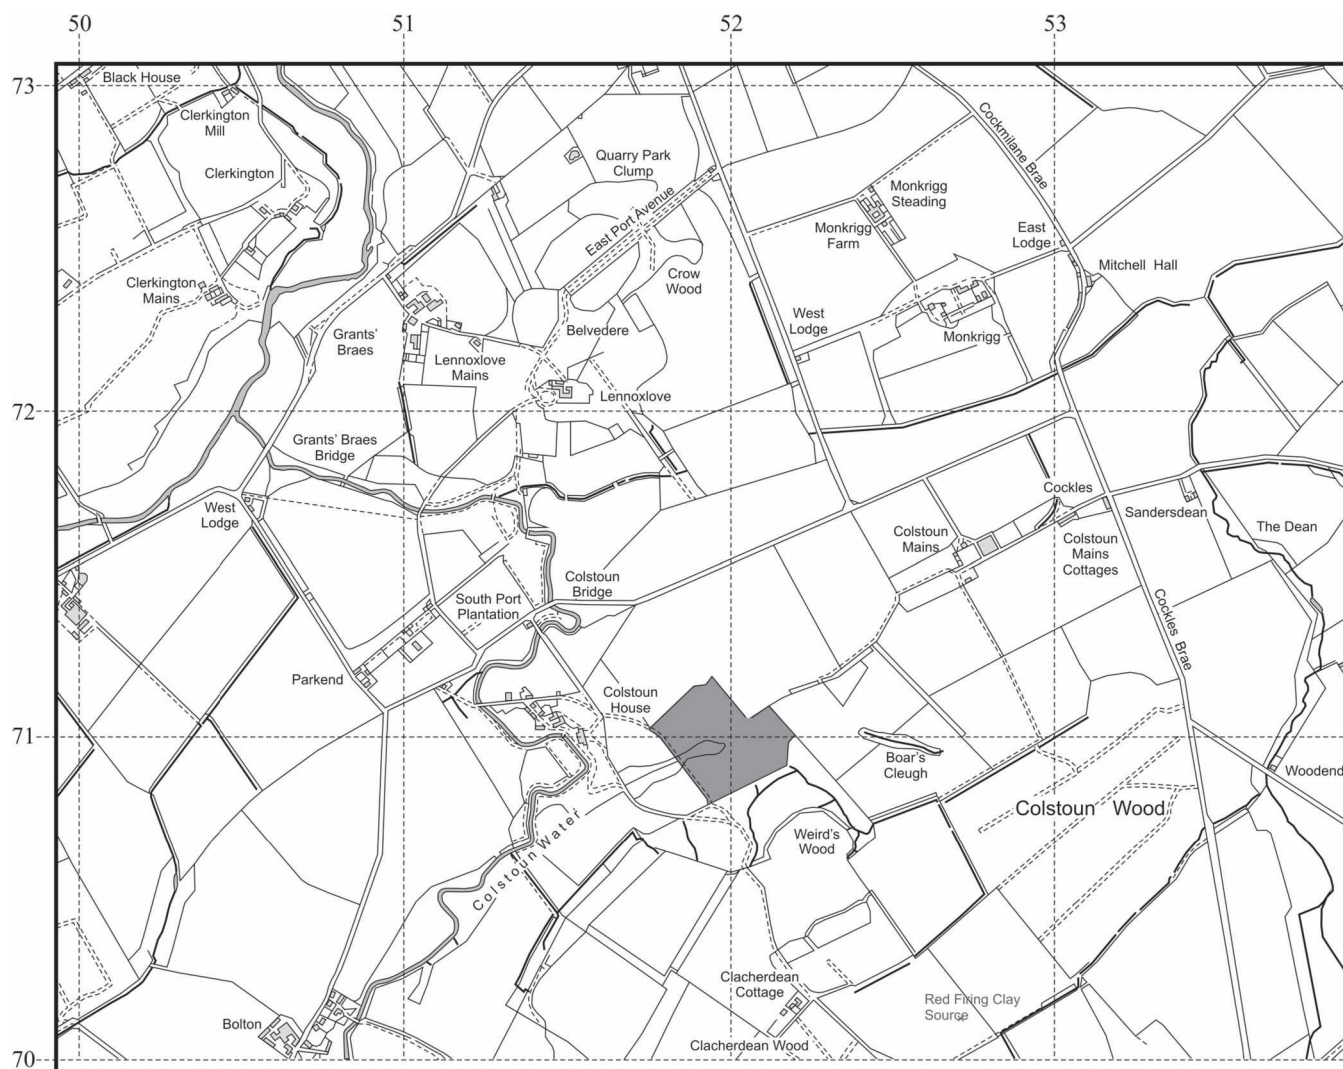 50
51
52
53
73
Black House
Clerkington
Mill
Clerkington
Quarry Park
Clump
Cockmilane Brae
East Port Avenue
Monkrigg
Steading
Monkrigg
Farm
East
Lodge
Mitchell Hall
Crow
Wood
Clerkington
Mains
Grants'
Braes
Belvedere
West
Lodge
Monkrigg
Lennoxlove
Mains
Lennoxlove
72
Grants' Braes
Bridge
West
Lodge
Cockles
Sandersdean
The Dean
Colstoun
Mains
Colstoun
Mains
Cottages
Colstoun
Bridge
South Port
Plantation
Cockles Brae
Parkend
Colstoun
House
71
Boar's
Cleugh
Woodend
Colstoun Wood
Weird's
Wood
Colstoun Water
Clacherdean
Cottage
Red Firing Clay
Source
Bolton
Clacherdean Wood
70